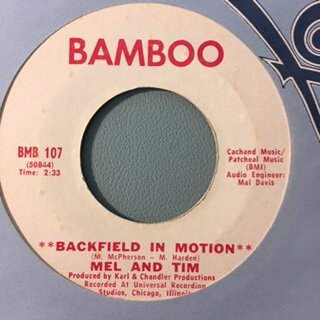 BAMBOO
BMB 107
(50844)
Time: 2:33
Cachand Music/
Patcheal Music
(BMI)
Audio Engineer:
Mal Davis
**BACKFIELD IN MOTION**
(M. McPherson - M. Harden)
MEL AND TIM
Produced by Karl & Chandler Productions
Recorded At Universal Recording
Studios, Chicago, Illinois